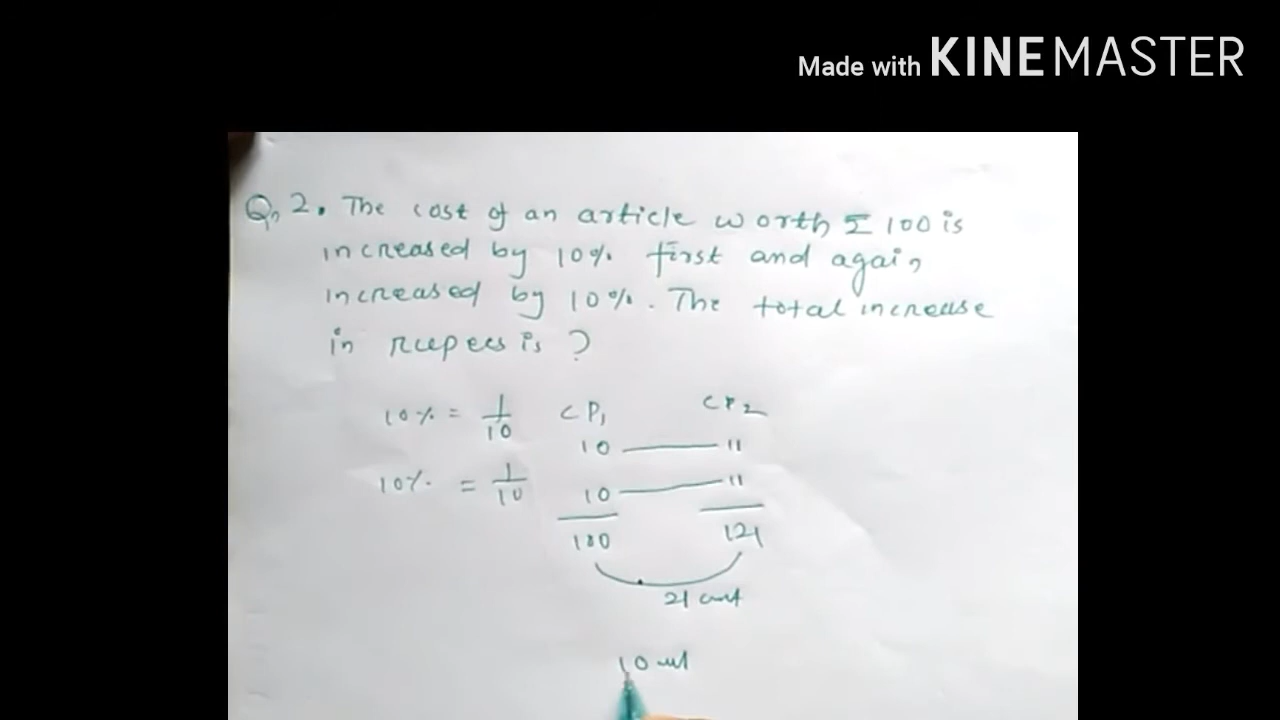 Made with KINEMASTER
Qn 2. The cost of an article worth Σ 100 is
increased by 10% first and again
increased by 10%. The total increase
in rupees is ?
10% = 1/10 CP1 CP2
10 — 11
10% = 1/10 10 — 11
100 121
21
10